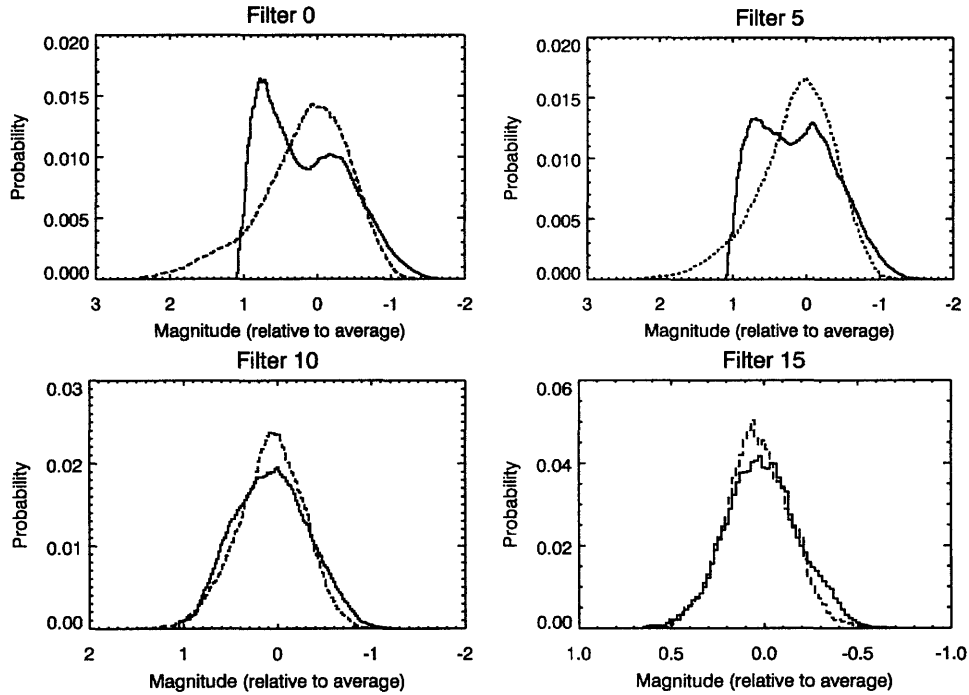 Filter 0
0.020
0.015
0.010
0.005
0.000
Probability
3 2 1 0 -1 -2
Magnitude (relative to average)
Filter 5
0.020
0.015
0.010
0.005
0.000
Probability
3 2 1 0 -1 -2
Magnitude (relative to average)
Filter 10
0.03
0.02
0.01
0.00
Probability
2 1 0 -1 -2
Magnitude (relative to average)
Filter 15
0.06
0.04
0.02
0.00
Probability
1.0 0.5 0.0 -0.5 -1.0
Magnitude (relative to average)